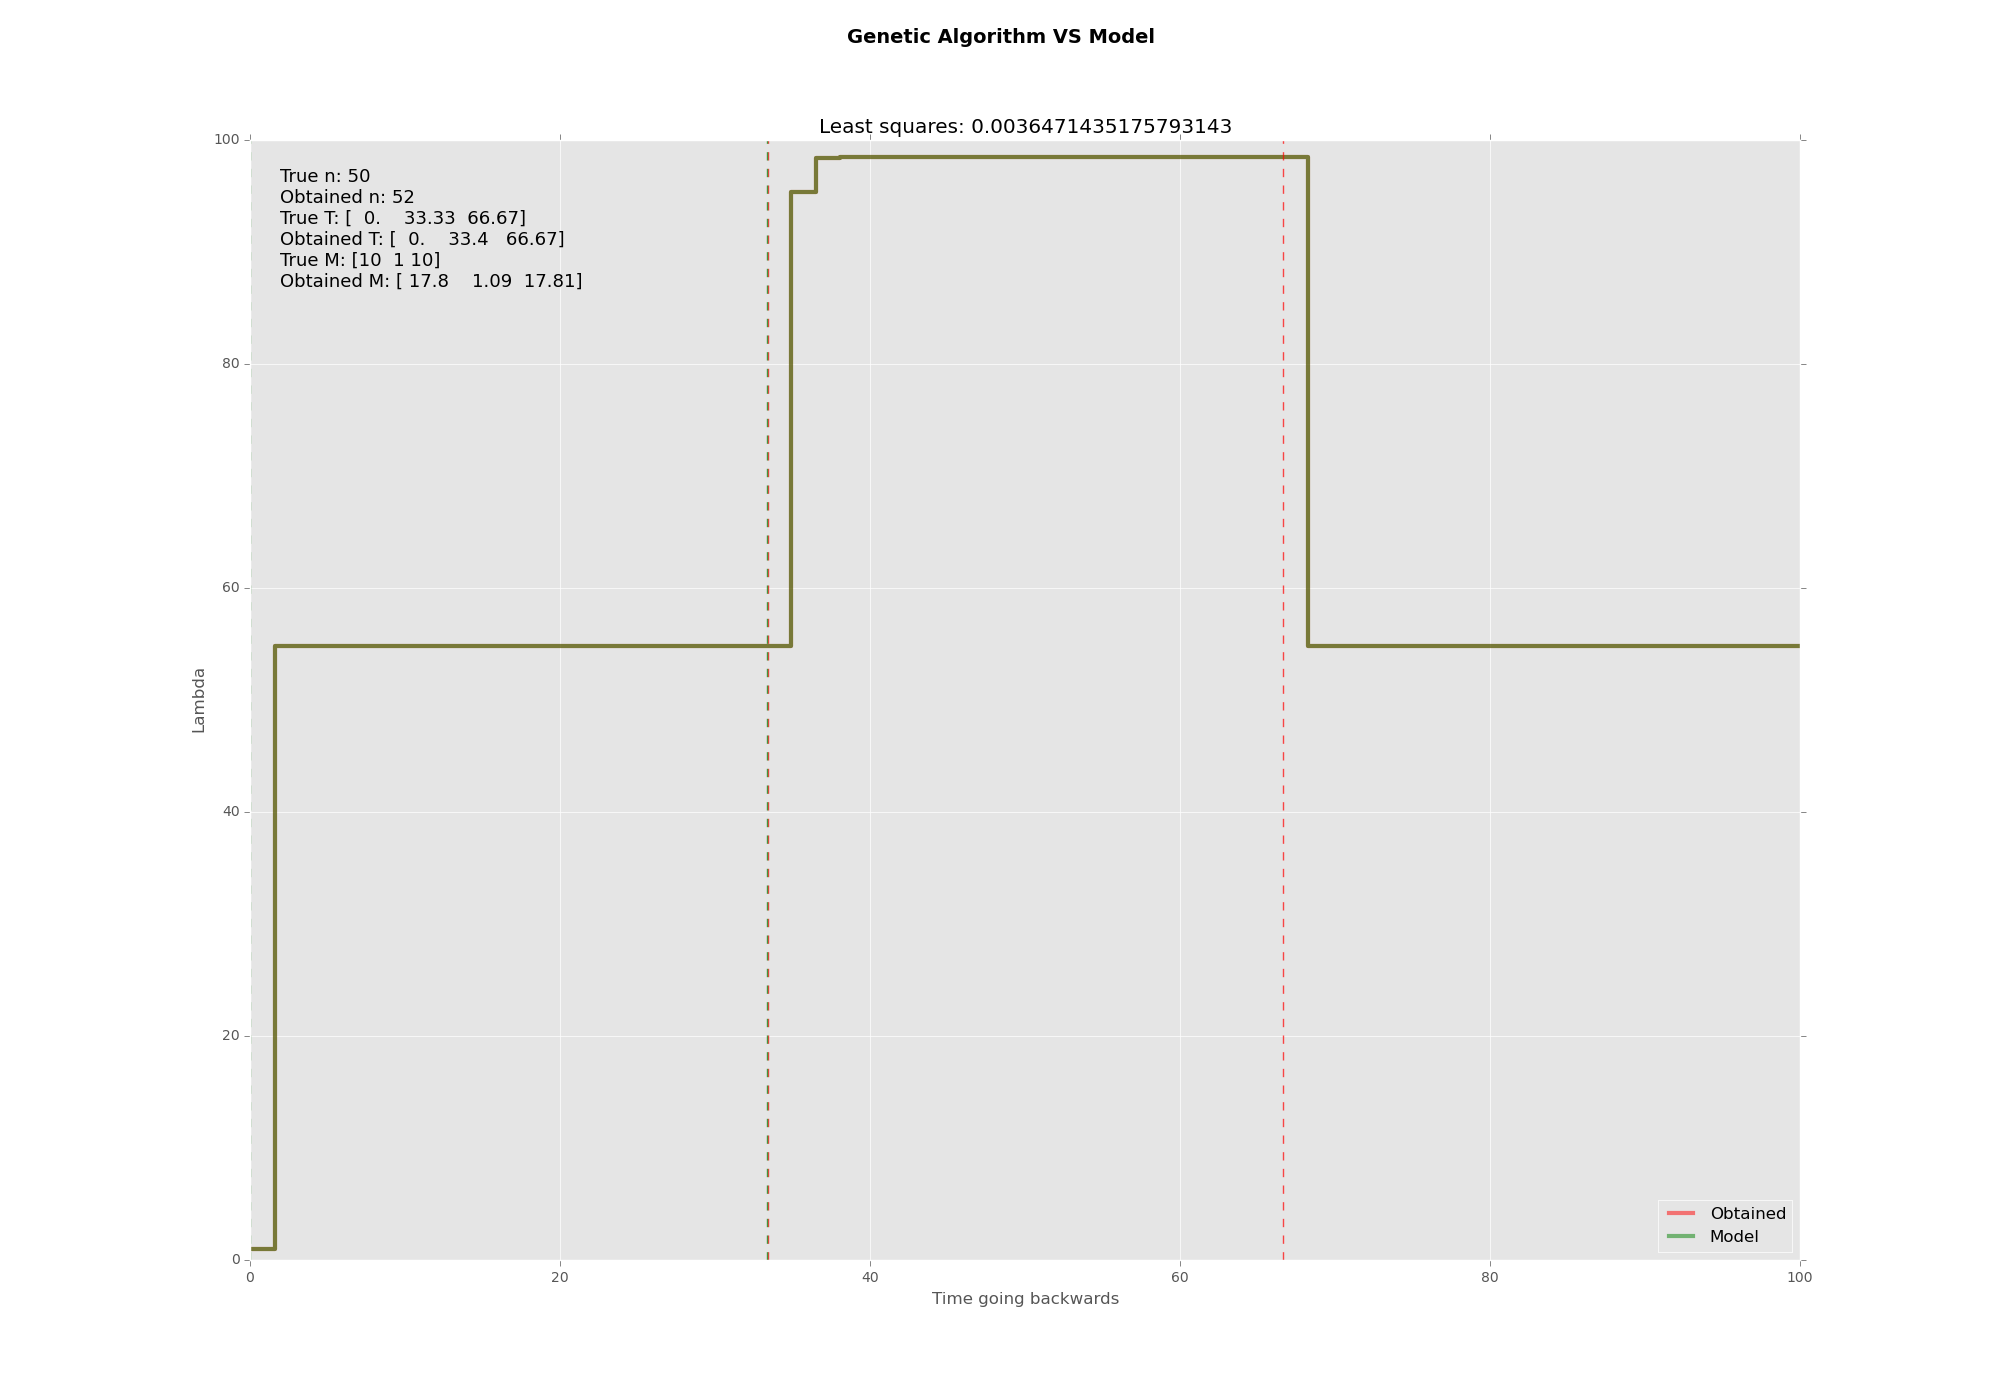 Genetic Algorithm VS Model
Least squares: 0.0036471435175793143
True n: 50
Obtained n: 52
True T: [  0.    33.33  66.67]
Obtained T: [  0.    33.4   66.67]
True M: [10  1 10]
Obtained M: [ 17.8    1.09  17.81]
100
80
60
40
20
0
Lambda
0 20 40 60 80 100
Time going backwards
Obtained
Model